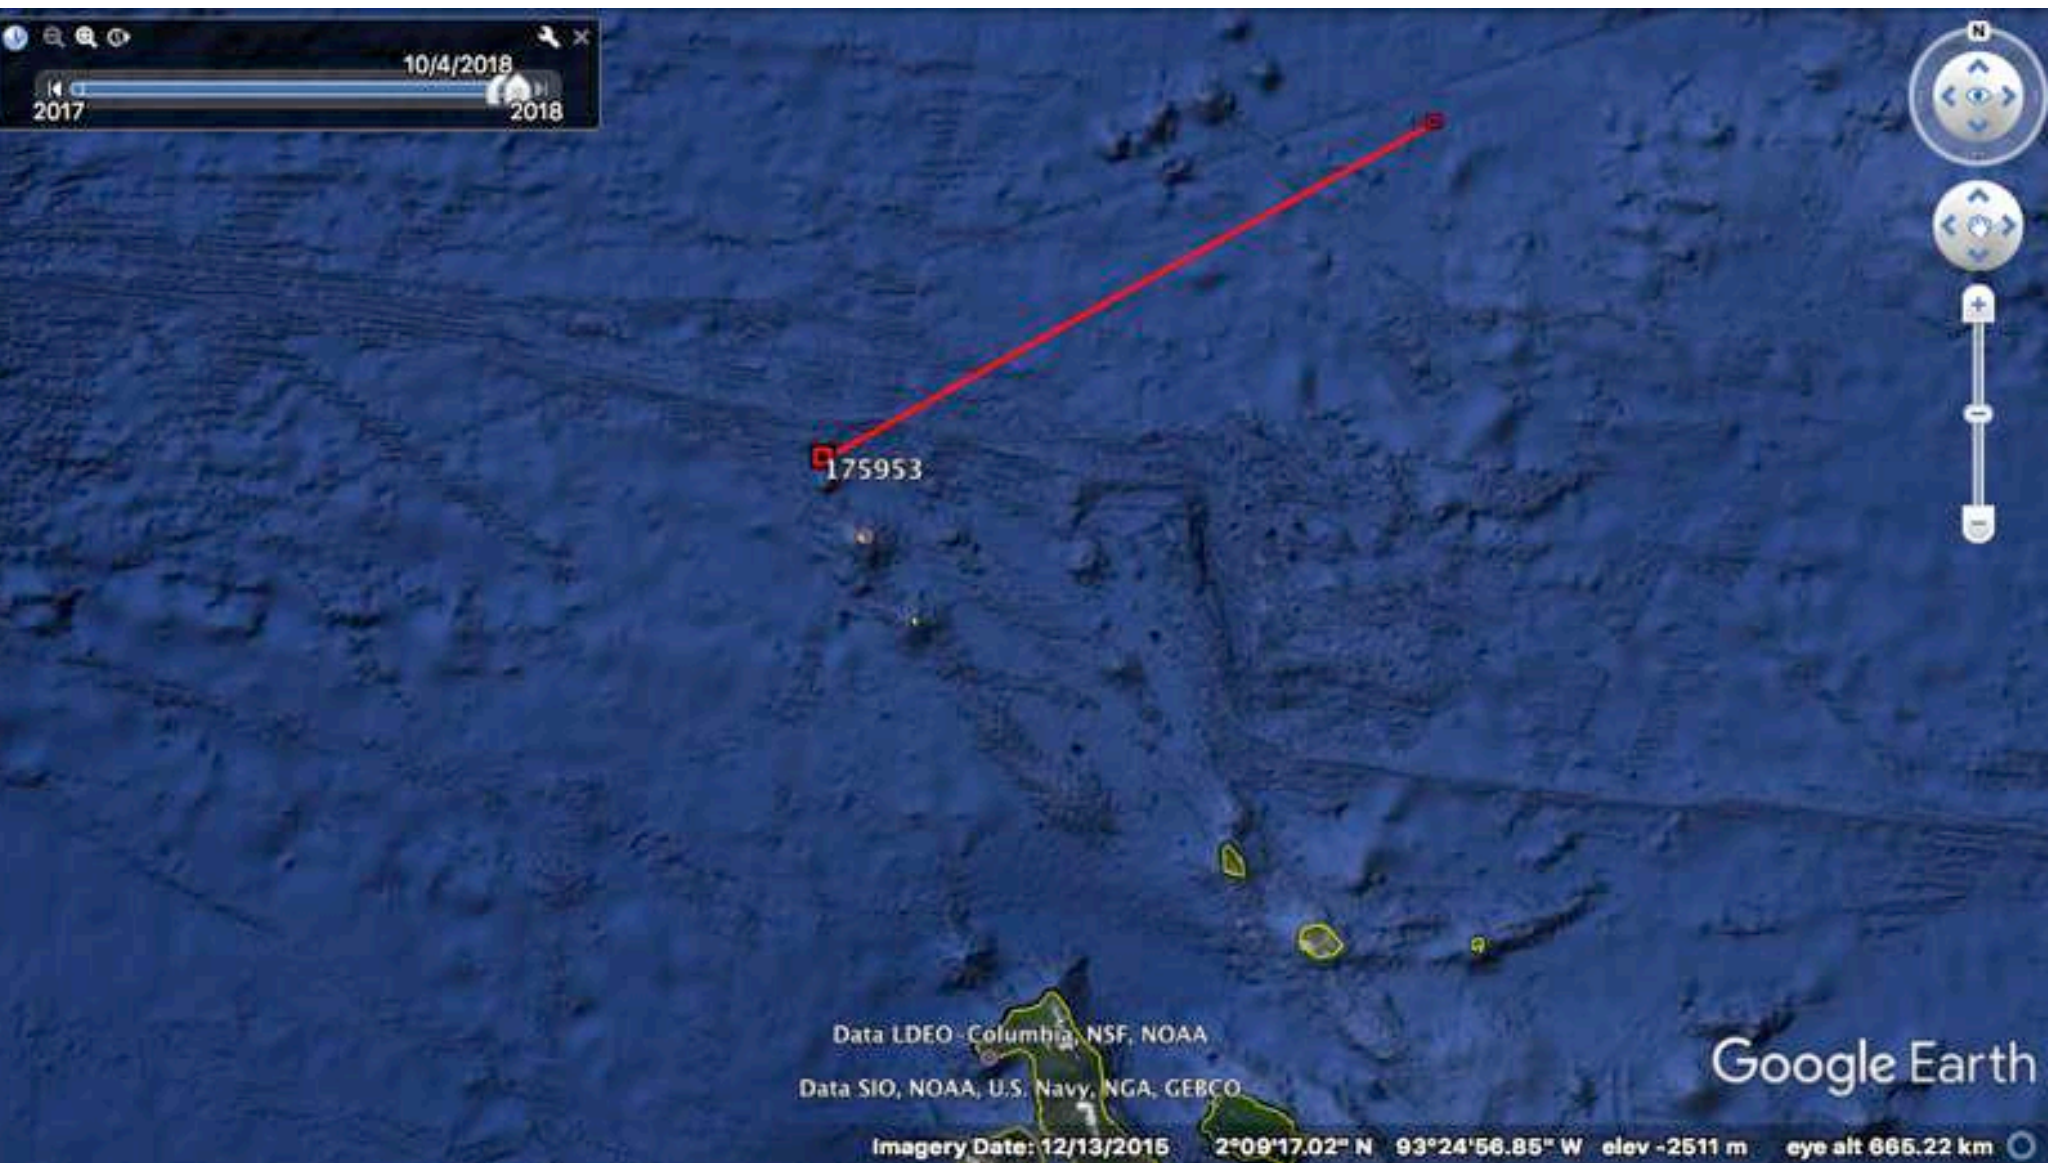 10/4/2018
2017
2018
N
175953
Data LDEO-Columbia, NSF, NOAA
Data SIO, NOAA, U.S. Navy, NGA, GEBCO
Google Earth
Imagery Date: 12/13/2015 2°09'17.02" N 93°24'56.85" W elev -2511 m eye alt 665.22 km